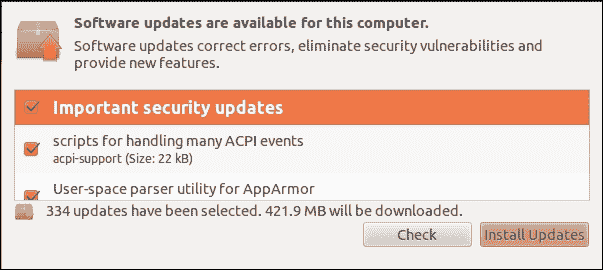 Software updates are available for this computer.
Software updates correct errors, eliminate security vulnerabilities and
provide new features.
Important security updates
scripts for handling many ACPI events
acpi-support (Size: 22 kB)
User-space parser utility for AppArmor
334 updates have been selected. 421.9 MB will be downloaded.
Check
Install Updates